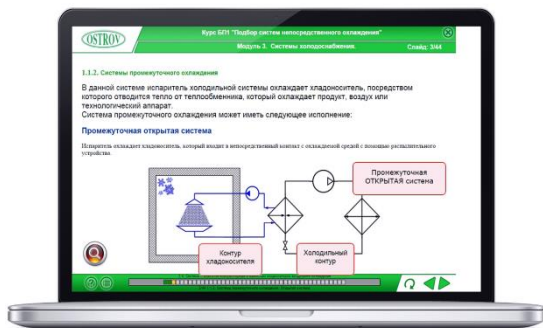 OSTROV
Курс БП1 "Подбор систем непосредственного охлаждения"
Модуль 3. Системы холодоснабжения.
Слайд: 3/44
1.1.2. Системы промежуточного охлаждения
В данной системе испаритель холодильной системы охлаждает хладоноситель, посредством
которого отводится тепло от теплообменника, который охлаждает продукт, воздух или
технологический аппарат.
Система промежуточного охлаждения может иметь следующее исполнение:
Промежуточная открытая система
Испаритель охлаждает хладоноситель, который входит в непосредственный контакт с охлаждаемой средой с помощью распылительного
устройства.
Промежуточная
ОТКРЫТАЯ система
Контур
хладоносителя
Холодильный
контур